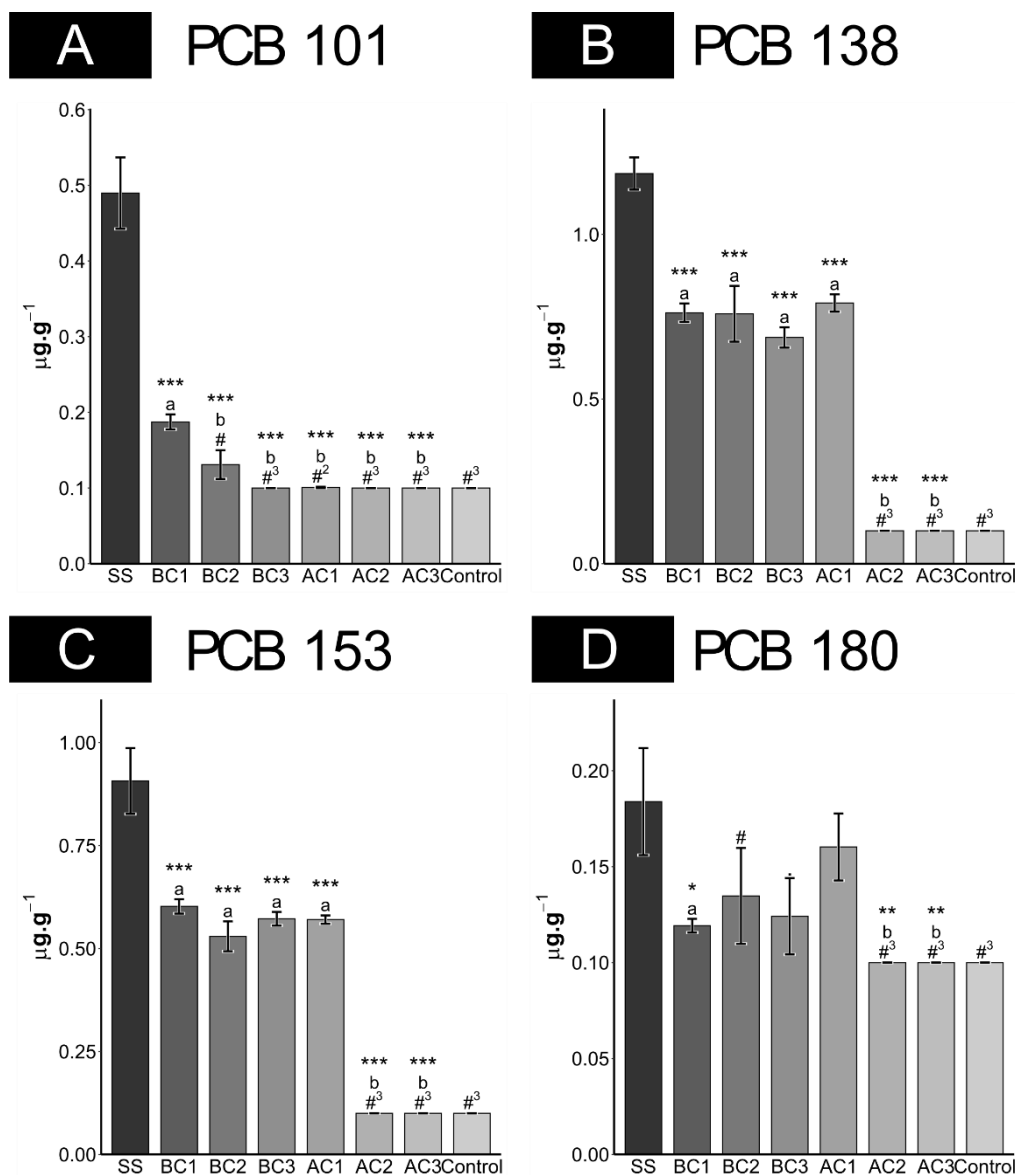 A PCB 101
0.6
0.5
0.4
0.3
0.2
0.1
0.0
µg.g⁻¹
*** *** *** *** *** ***
a b b b b b
# #³ #² #³ #³ #³
SS BC1 BC2 BC3 AC1 AC2 AC3 Control
B PCB 138
1.0
0.5
0.0
µg.g⁻¹
*** *** *** *** *** ***
a a a a b b
#³ #³ #³
SS BC1 BC2 BC3 AC1 AC2 AC3 Control
C PCB 153
1.00
0.75
0.50
0.25
0.00
µg.g⁻¹
*** *** *** *** *** ***
a a a a b b
#³ #³ #³
SS BC1 BC2 BC3 AC1 AC2 AC3 Control
D PCB 180
0.20
0.15
0.10
0.05
0.00
µg.g⁻¹
* # . ** **
a b b
#³ #³ #³
SS BC1 BC2 BC3 AC1 AC2 AC3 Control